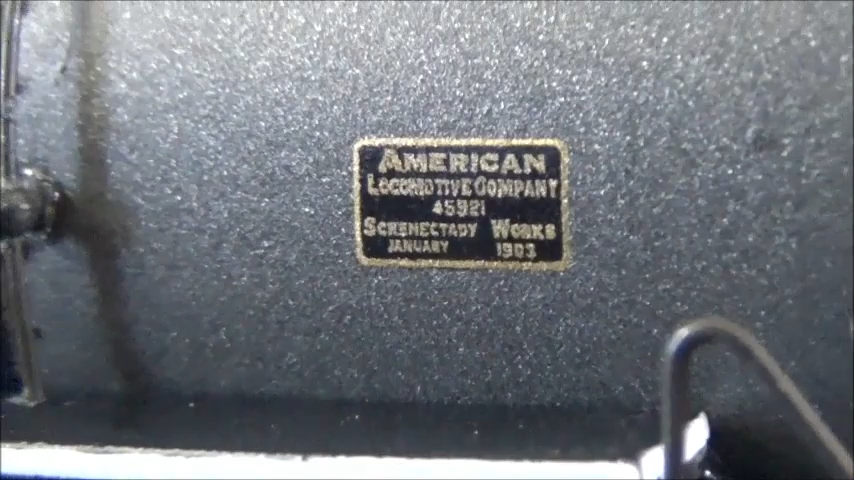 AMERICAN
LOCOMOTIVE COMPANY
45921
SCHENECTADY WORKS
JANUARY 1903